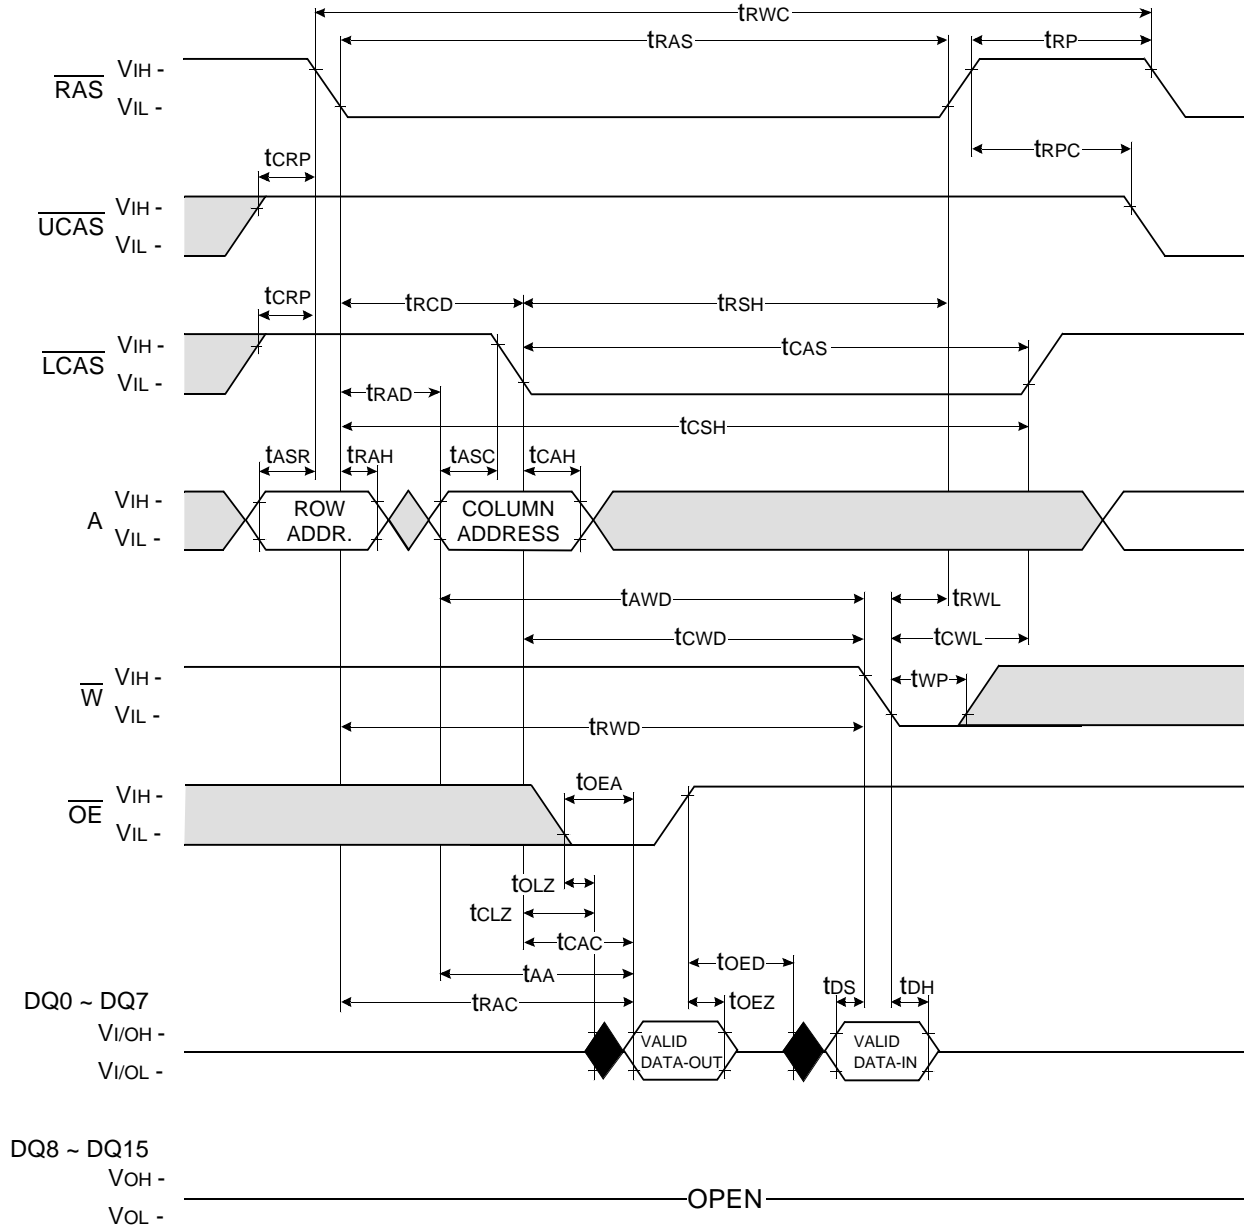 tRWC
tRAS
tRP
RAS
VIH -
VIL -
tRPC
tCRP
UCAS
VIH -
VIL -
tCRP
tRCD
tRSH
LCAS
VIH -
VIL -
tCAS
tRAD
tCSH
tASR
tRAH
tASC
tCAH
A
VIH -
VIL -
ROW
ADDR.
COLUMN
ADDRESS
tAWD
tRWL
tCWD
tCWL
W
VIH -
VIL -
tWP
tRWD
OE
VIH -
VIL -
tOEA
tOLZ
tCLZ
tCAC
tOED
tAA
tDS
tDH
tRAC
tOEZ
DQ0 ~ DQ7
VI/OH -
VI/OL -
VALID
DATA-OUT
VALID
DATA-IN
DQ8 ~ DQ15
VOH -
VOL -
OPEN